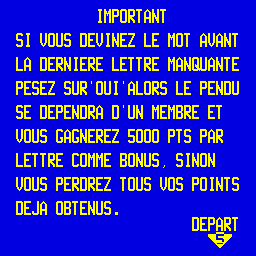 IMPORTANT
SI VOUS DEVINEZ LE MOT AVANT
LA DERNIERE LETTRE MANQUANTE
PESEZ SUR'OUI'ALORS LE PENDU
SE DEPENDRA D'UN MEMBRE ET
VOUS GAGNEREZ 5000 PTS PAR
LETTRE COMME BONUS, SINON
VOUS PERDREZ TOUS VOS POINTS
DEJA OBTENUS.
DEPART
5